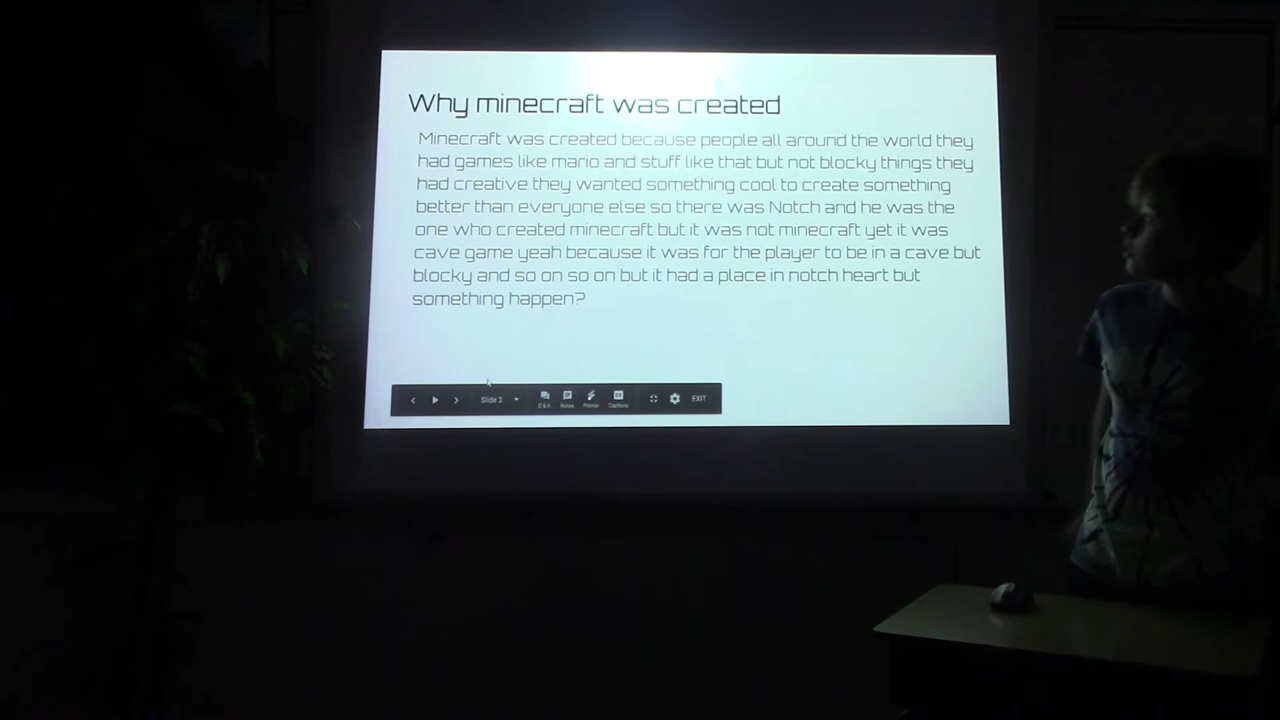 Why minecraft was created
Minecraft was created because people all around the world they
had games like mario and stuff like that but not blocky things they
had creative they wanted something cool to create something
better than everyone else so there was Notch and he was the
one who created minecraft but it was not minecraft yet it was
cave game yeah because it was for the player to be in a cave but
blocky and so on so on but it had a place in notch heart but
something happen?
Slide 3 EXIT
Q & A Notes Pointer Captions